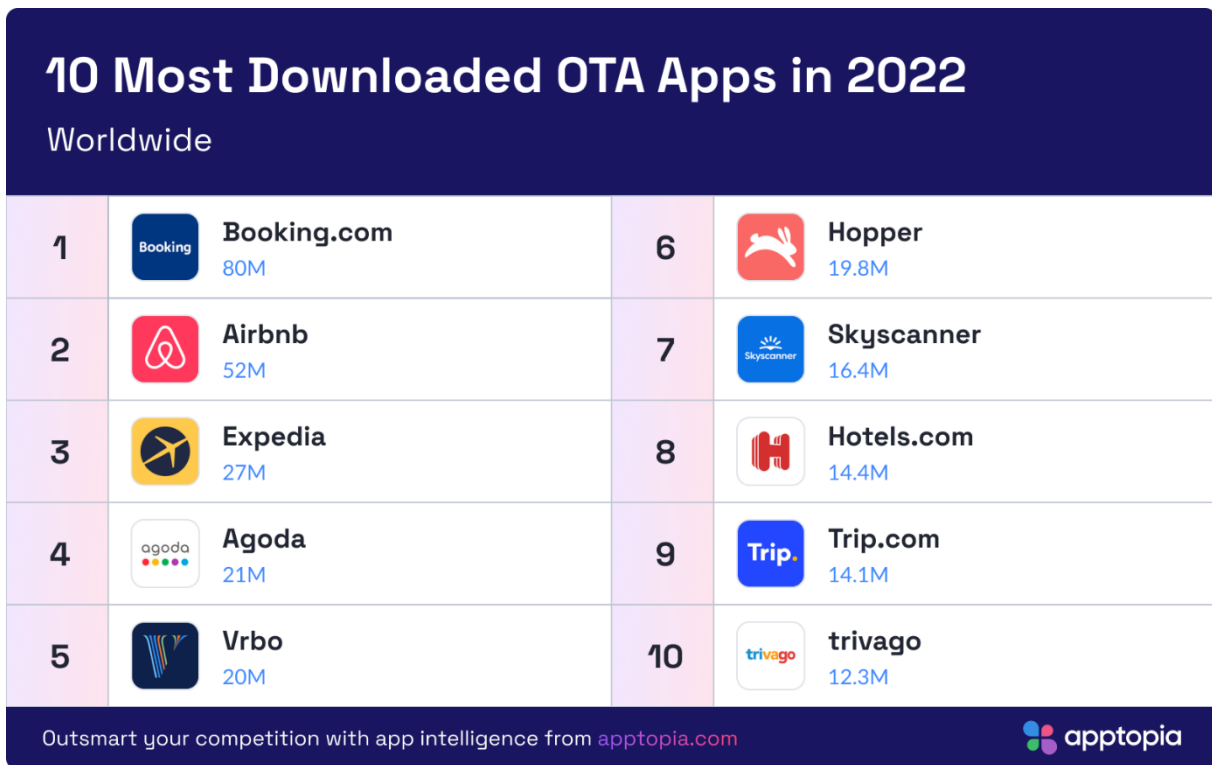 10 Most Downloaded OTA Apps in 2022
Worldwide
1
Booking
Booking.com
80M
2
Airbnb
52M
3
Expedia
27M
4
agoda
Agoda
21M
5
Vrbo
20M
6
Hopper
19.8M
7
Skyscanner
Skyscanner
16.4M
8
H
Hotels.com
14.4M
9
Trip.
Trip.com
14.1M
10
trivago
trivago
12.3M
Outsmart your competition with app intelligence from apptopia.com
apptopia